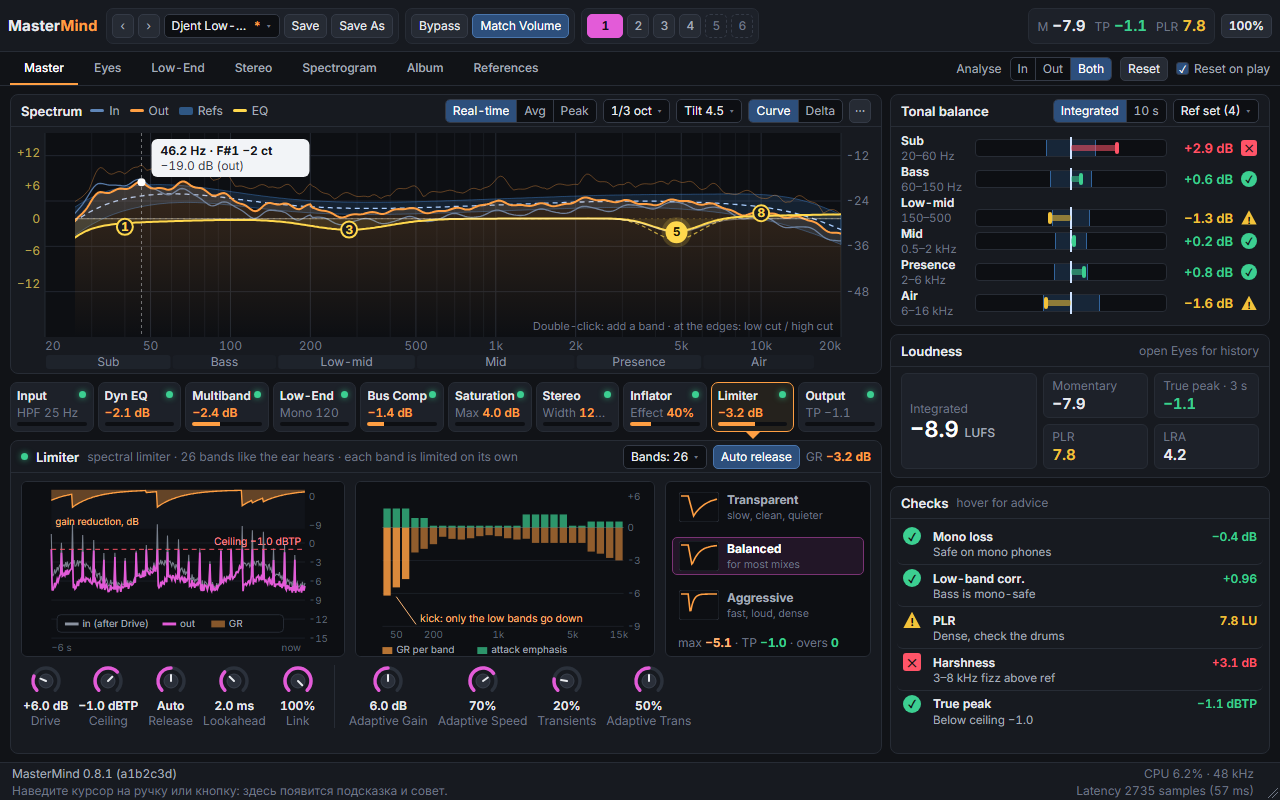 MasterMind
‹ › Djent Low-... * Save Save As Bypass Match Volume 1 2 3 4 5 6 M −7.9 TP −1.1 PLR 7.8 100%
Master Eyes Low-End Stereo Spectrogram Album References Analyse In Out Both Reset Reset on play
Spectrum In Out Refs EQ Real-time Avg Peak 1/3 oct Tilt 4.5 Curve Delta ...
46.2 Hz · F#1 −2 ct
−19.0 dB (out)
+12 −12
+6 −24
0
−6 −36
−12 −48
1 3 5 8
Double-click: add a band · at the edges: low cut / high cut
20 50 100 200 500 1k 2k 5k 10k 20k
Sub Bass Low-mid Mid Presence Air
Tonal balance Integrated 10 s Ref set (4)
Sub
20–60 Hz
+2.9 dB
Bass
60–150 Hz
+0.6 dB
Low-mid
150–500
−1.3 dB
Mid
0.5–2 kHz
+0.2 dB
Presence
2–6 kHz
+0.8 dB
Air
6–16 kHz
−1.6 dB
Input
HPF 25 Hz
Dyn EQ
−2.1 dB
Multiband
−2.4 dB
Low-End
Mono 120
Bus Comp
−1.4 dB
Saturation
Max 4.0 dB
Stereo
Width 12...
Inflator
Effect 40%
Limiter
−3.2 dB
Output
TP −1.1
Loudness open Eyes for history
Integrated
−8.9 LUFS
Momentary
−7.9
True peak · 3 s
−1.1
PLR
7.8
LRA
4.2
Limiter spectral limiter · 26 bands like the ear hears · each band is limited on its own Bands: 26 Auto release GR −3.2 dB
0
gain reduction, dB
−9
Ceiling −1.0 dBTP
0
−3
−6
−9
−12
−15
in (after Drive) out GR
−6 s now
+6
0
−3
−6
−9
kick: only the low bands go down
50 200 1k 5k 15k
GR per band attack emphasis
Transparent
slow, clean, quieter
Balanced
for most mixes
Aggressive
fast, loud, dense
max −5.1 · TP −1.0 · overs 0
+6.0 dB −1.0 dBTP Auto 2.0 ms 100% 6.0 dB 70% 20% 50%
Drive Ceiling Release Lookahead Link Adaptive Gain Adaptive Speed Transients Adaptive Trans
Checks hover for advice
Mono loss −0.4 dB
Safe on mono phones
Low-band corr. +0.96
Bass is mono-safe
PLR 7.8 LU
Dense, check the drums
Harshness +3.1 dB
3–8 kHz fizz above ref
True peak −1.1 dBTP
Below ceiling −1.0
MasterMind 0.8.1 (a1b2c3d) CPU 6.2% · 48 kHz
Наведите курсор на ручку или кнопку: здесь появится подсказка и совет. Latency 2735 samples (57 ms)